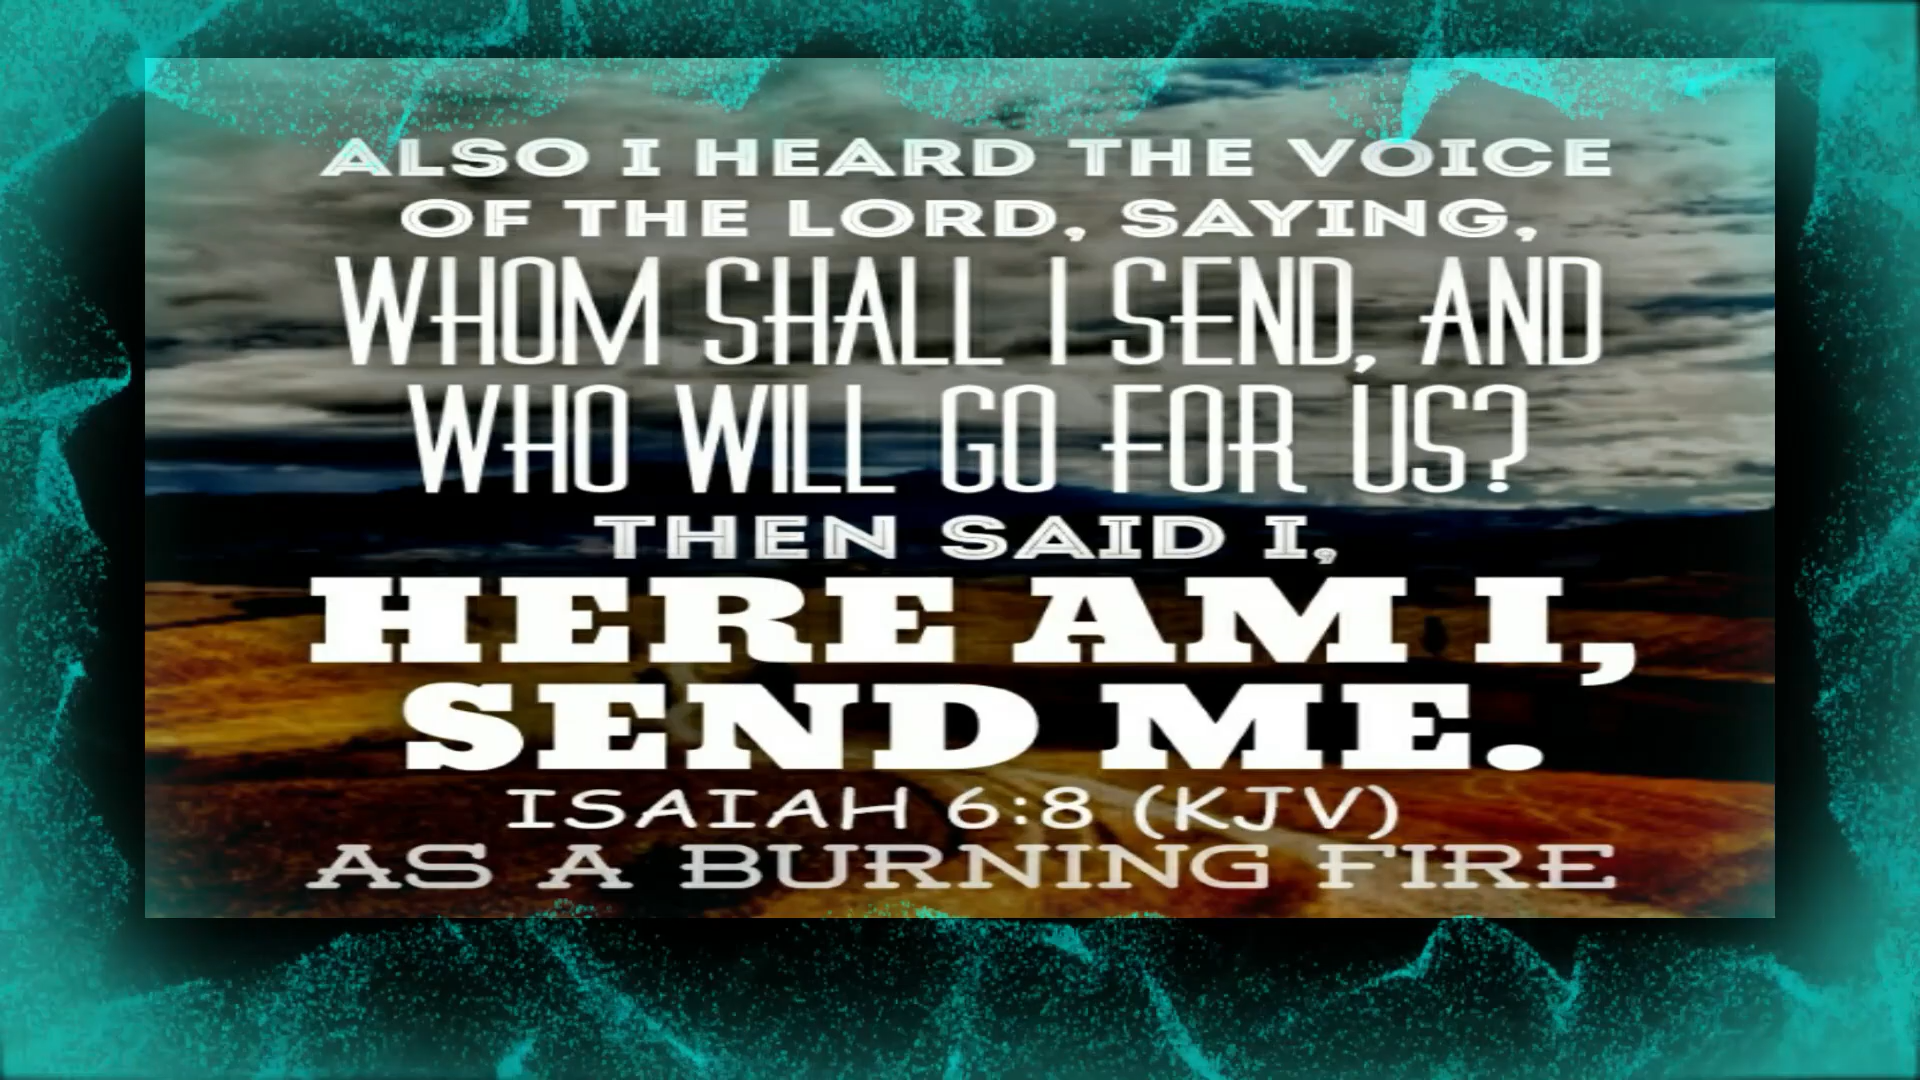 ALSO I HEARD THE VOICE
OF THE LORD, SAYING,
WHOM SHALL I SEND, AND
WHO WILL GO FOR US?
THEN SAID I,
HERE AM I,
SEND ME.
ISAIAH 6:8 (KJV)
AS A BURNING FIRE